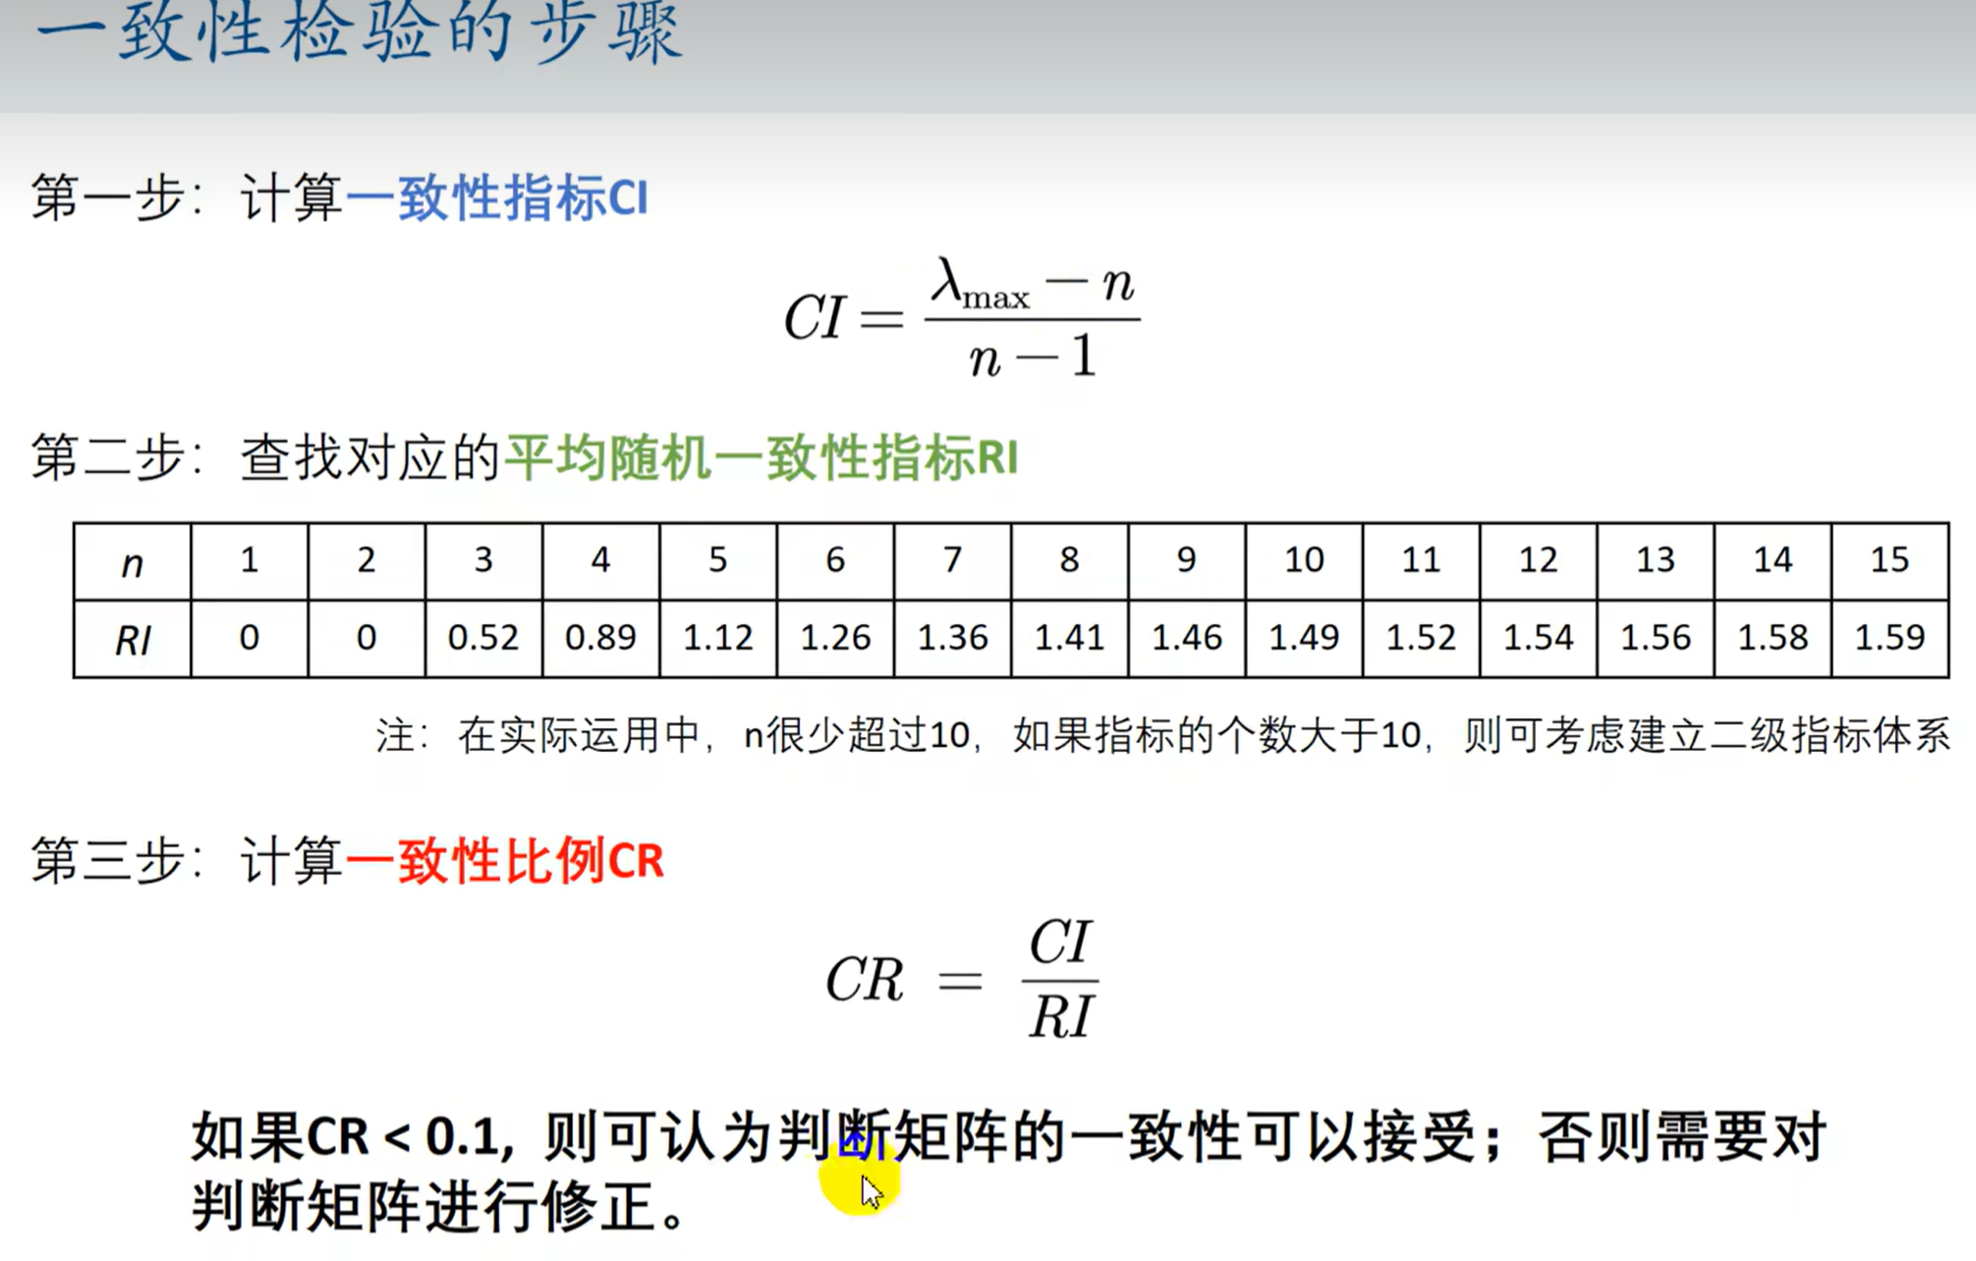 一致性检验的步骤
第一步：计算一致性指标CI
CI = (λmax − n) / (n − 1)
第二步：查找对应的平均随机一致性指标RI
n 1 2 3 4 5 6 7 8 9 10 11 12 13 14 15
RI 0 0 0.52 0.89 1.12 1.26 1.36 1.41 1.46 1.49 1.52 1.54 1.56 1.58 1.59
注：在实际运用中，n很少超过10，如果指标的个数大于10，则可考虑建立二级指标体系
第三步：计算一致性比例CR
CR = CI / RI
如果CR < 0.1, 则可认为判断矩阵的一致性可以接受；否则需要对
判断矩阵进行修正。